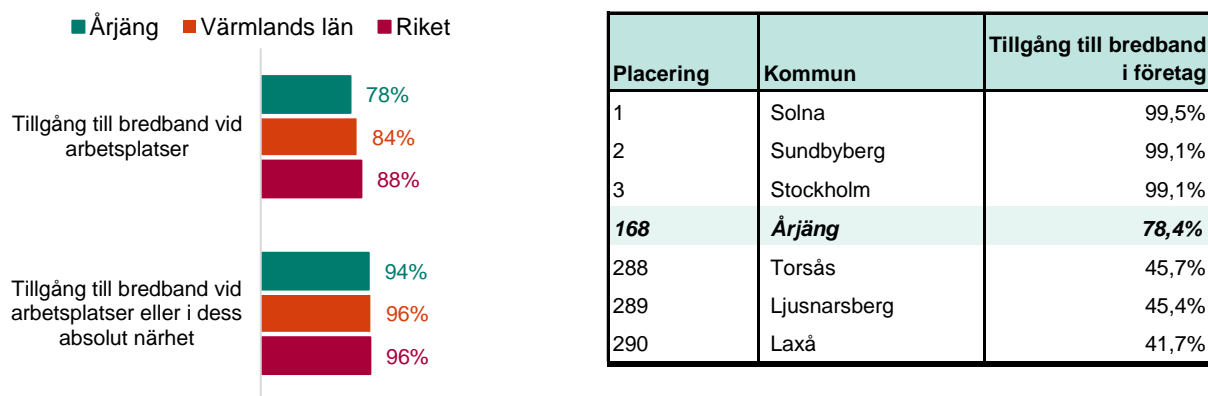 Årjäng Värmlands län Riket
Tillgång till bredband vid
arbetsplatser
78%
84%
88%
Tillgång till bredband vid
arbetsplatser eller i dess
absolut närhet
94%
96%
96%
Placering Kommun Tillgång till bredband
i företag
1 Solna 99,5%
2 Sundbyberg 99,1%
3 Stockholm 99,1%
168 Årjäng 78,4%
288 Torsås 45,7%
289 Ljusnarsberg 45,4%
290 Laxå 41,7%